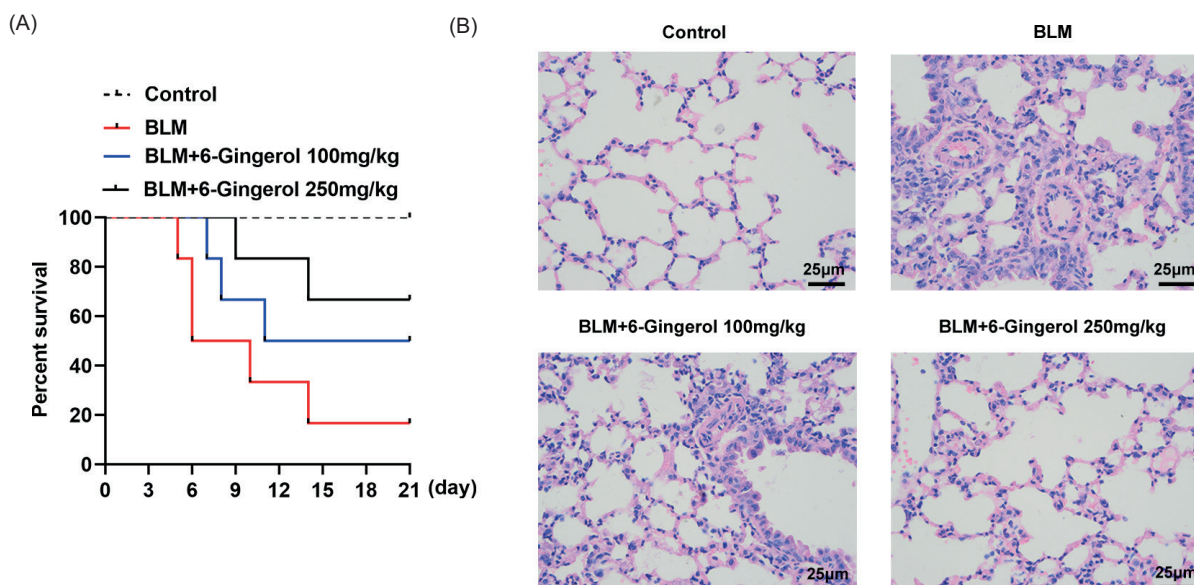 (A)
Control
BLM
BLM+6-Gingerol 100mg/kg
BLM+6-Gingerol 250mg/kg
Percent survival
100
80
60
40
20
0
0 3 6 9 12 15 18 21 (day)
(B)
Control
BLM
25μm
25μm
BLM+6-Gingerol 100mg/kg
BLM+6-Gingerol 250mg/kg
25μm
25μm